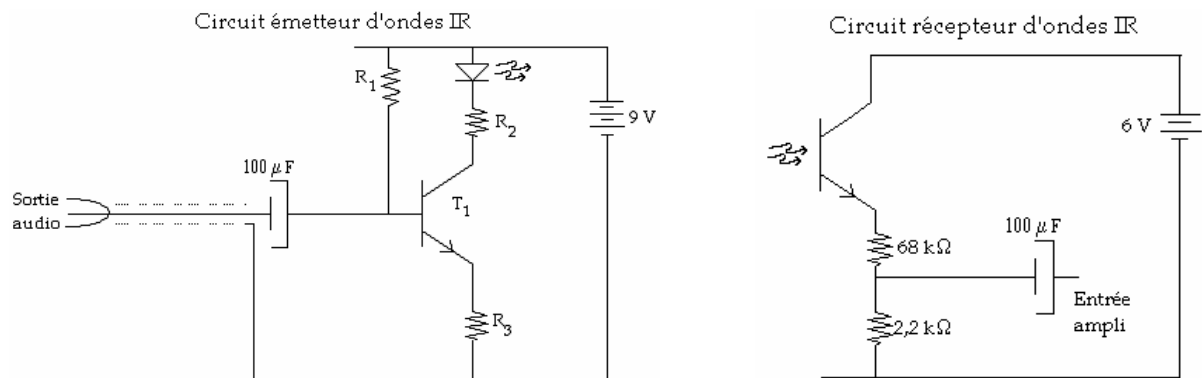 Circuit émetteur d'ondes IR
R1
R2
9 V
100 µF
Sortie
audio
T1
R3
Circuit récepteur d'ondes IR
6 V
100 µF
68 kΩ
Entrée
ampli
2,2 kΩ